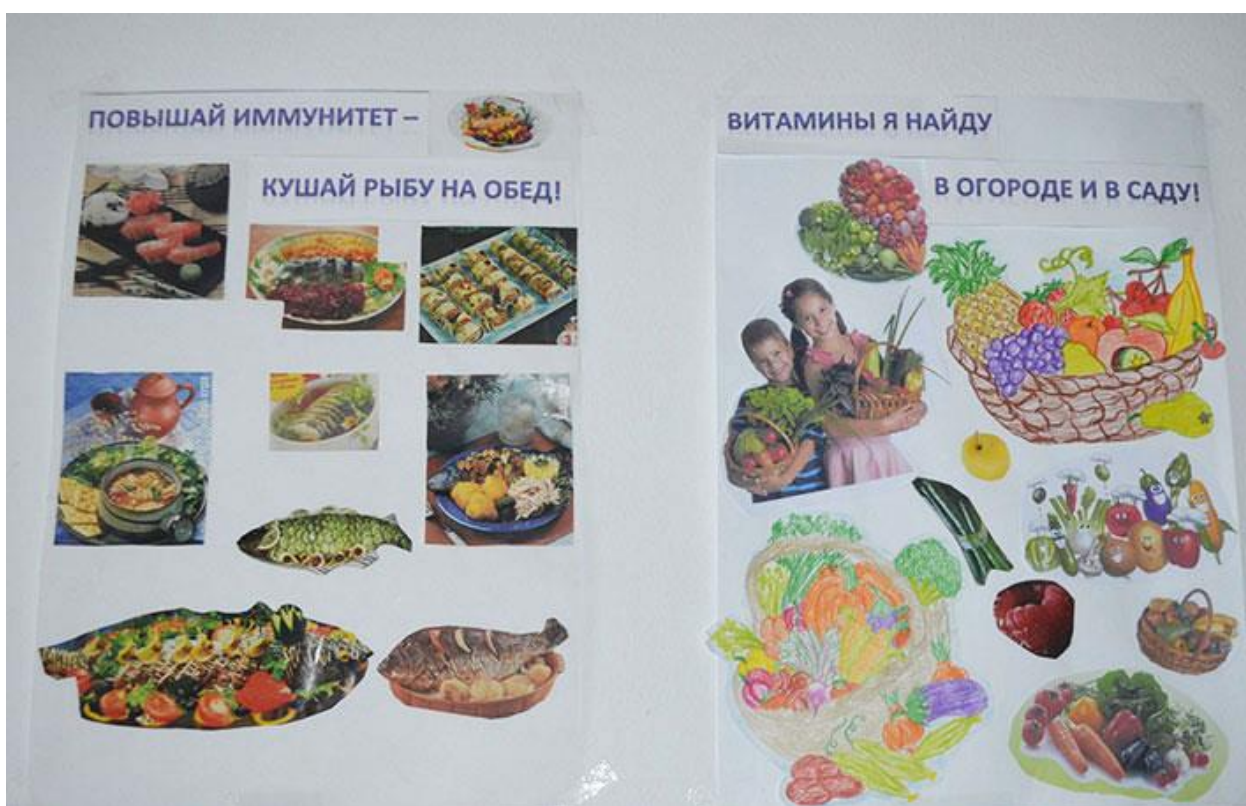 ПОВЫШАЙ ИММУНИТЕТ –
КУШАЙ РЫБУ НА ОБЕД!
ВИТАМИНЫ Я НАЙДУ
В ОГОРОДЕ И В САДУ!